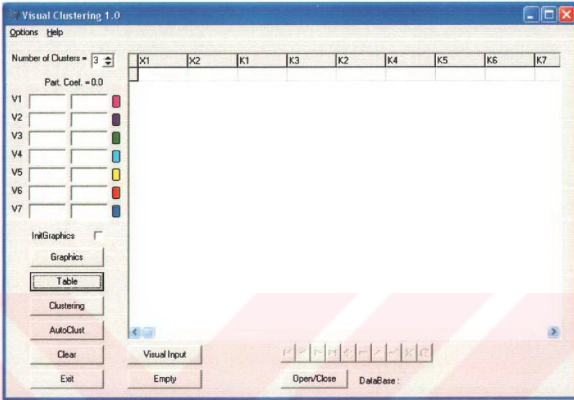 Visual Clustering 1.0
Options Help
Number of Clusters = 3
Part. Coef. = 0.0
X1 X2 K1 K3 K2 K4 K5 K6 K7
V1
V2
V3
V4
V5
V6
V7
InitGraphics
Graphics
Table
Clustering
AutoClust
Clear
Visual Input
Exit
Empty
Open/Close
DataBase :